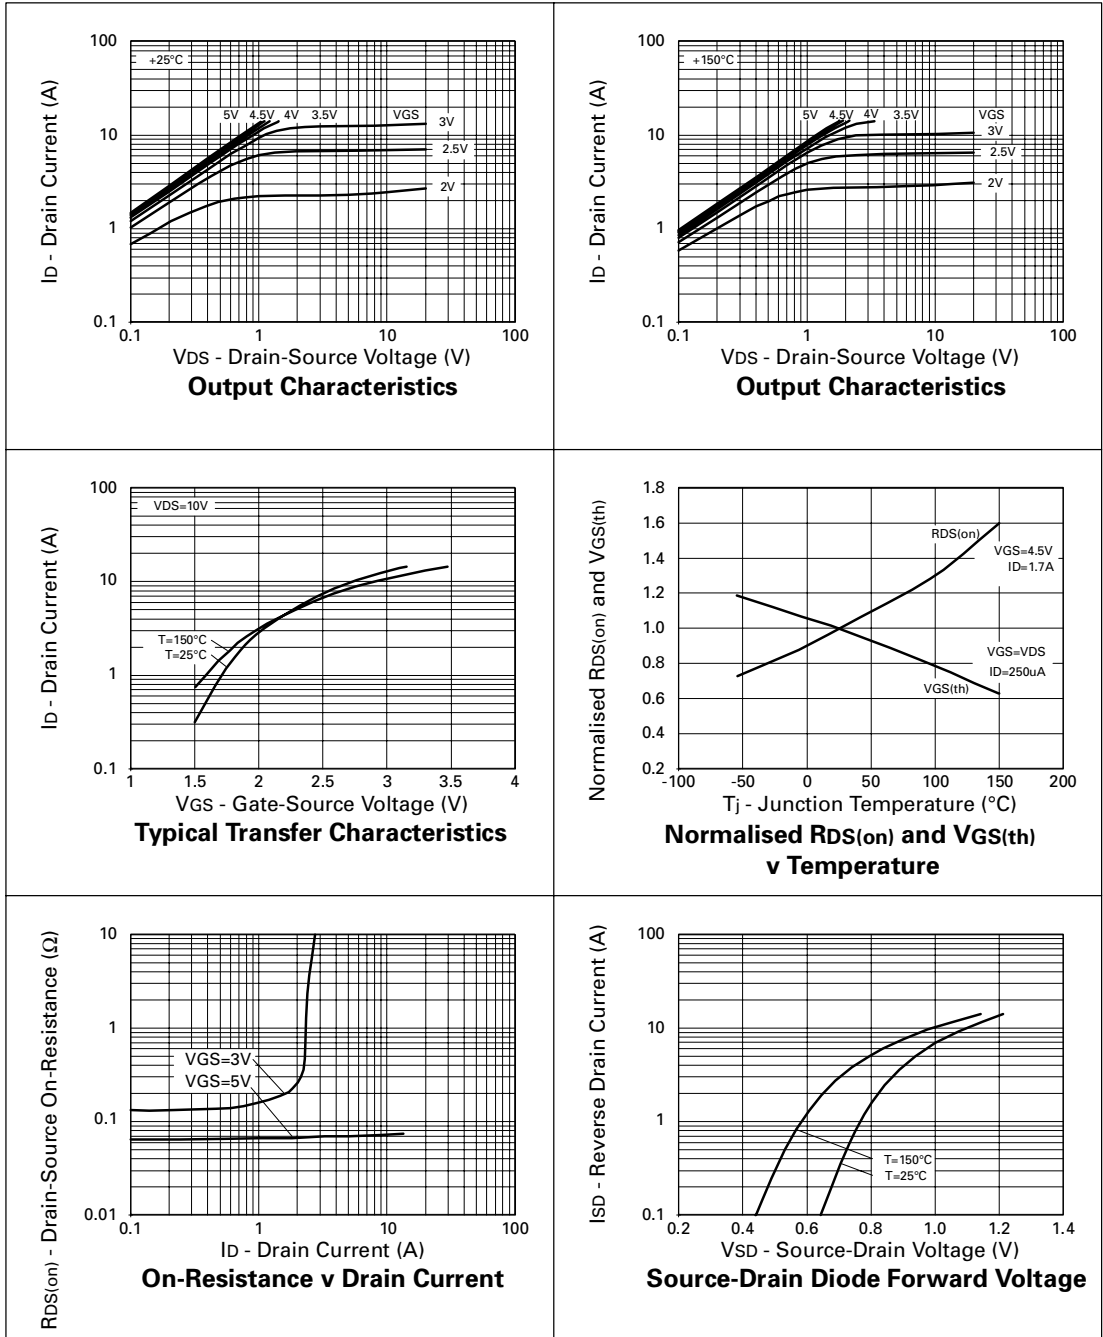 100
10
1
0.1
ID - Drain Current (A)
+25°C
5V 4.5V 4V 3.5V VGS
3V
2.5V
2V
0.1 1 10 100
VDS - Drain-Source Voltage (V)
Output Characteristics
100
10
1
0.1
ID - Drain Current (A)
+150°C
5V 4.5V 4V 3.5V VGS
3V
2.5V
2V
0.1 1 10 100
VDS - Drain-Source Voltage (V)
Output Characteristics
100
10
1
0.1
ID - Drain Current (A)
VDS=10V
T=150°C
T=25°C
1 1.5 2 2.5 3 3.5 4
VGS - Gate-Source Voltage (V)
Typical Transfer Characteristics
1.8
1.6
1.4
1.2
1.0
0.8
0.6
0.4
0.2
Normalised RDS(on) and VGS(th)
RDS(on)
VGS=4.5V
ID=1.7A
VGS=VDS
ID=250uA
VGS(th)
-100 -50 0 50 100 150 200
Tj - Junction Temperature (°C)
Normalised RDS(on) and VGS(th)
v Temperature
10
1
0.1
0.01
RDS(on) - Drain-Source On-Resistance (Ω)
VGS=3V
VGS=5V
0.1 1 10 100
ID - Drain Current (A)
On-Resistance v Drain Current
100
10
1
0.1
ISD - Reverse Drain Current (A)
T=150°C
T=25°C
0.2 0.4 0.6 0.8 1.0 1.2 1.4
VSD - Source-Drain Voltage (V)
Source-Drain Diode Forward Voltage